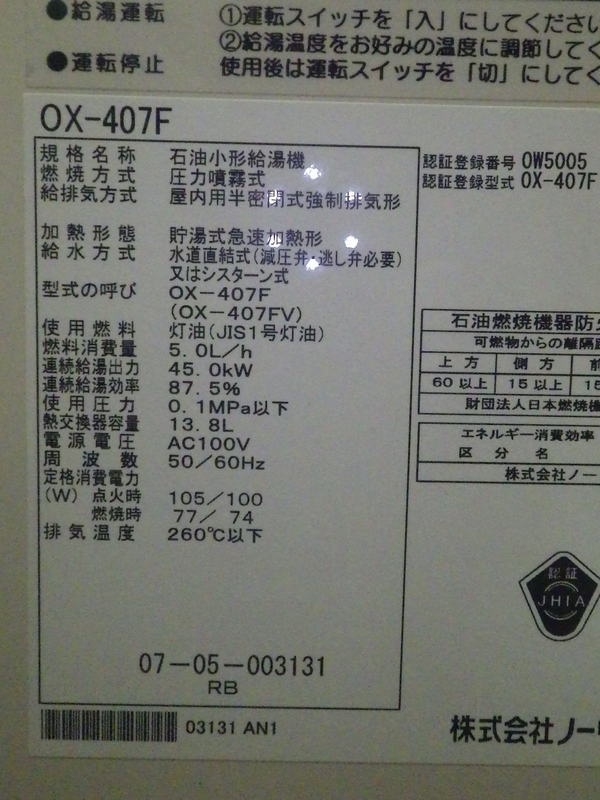 ●給湯運転 ①運転スイッチを「入」にしてくださ
②給湯温度をお好みの温度に調節してく
●運転停止 使用後は運転スイッチを「切」にしてく
OX-407F
規格名称 石油小形給湯機
燃焼方式 圧力噴霧式
給排気方式 屋内用半密閉式強制排気形
加熱形態 貯湯式急速加熱形
給水方式 水道直結式(減圧弁・逃し弁必要)
又はシスターン式
型式の呼び OX-407F
(OX-407FV)
使用燃料 灯油(JIS1号灯油)
燃料消費量 5.0L/h
連続給湯出力 45.0kW
連続給湯効率 87.5%
使用圧力 0.1MPa以下
熱交換器容量 13.8L
電源電圧 AC100V
周波数 50/60Hz
定格消費電力
(W) 点火時 105/100
燃焼時 77/ 74
排気温度 260℃以下
07-05-003131
RB
03131 AN1
認証登録番号 OW5005
認証登録型式 OX-407F
石油燃焼機器防火
可燃物からの離隔距
上方 側方 前
60以上 15以上 15
財団法人日本燃焼機
エネルギー消費効率
区分名
株式会社ノー
認証
JHIA
株式会社ノー